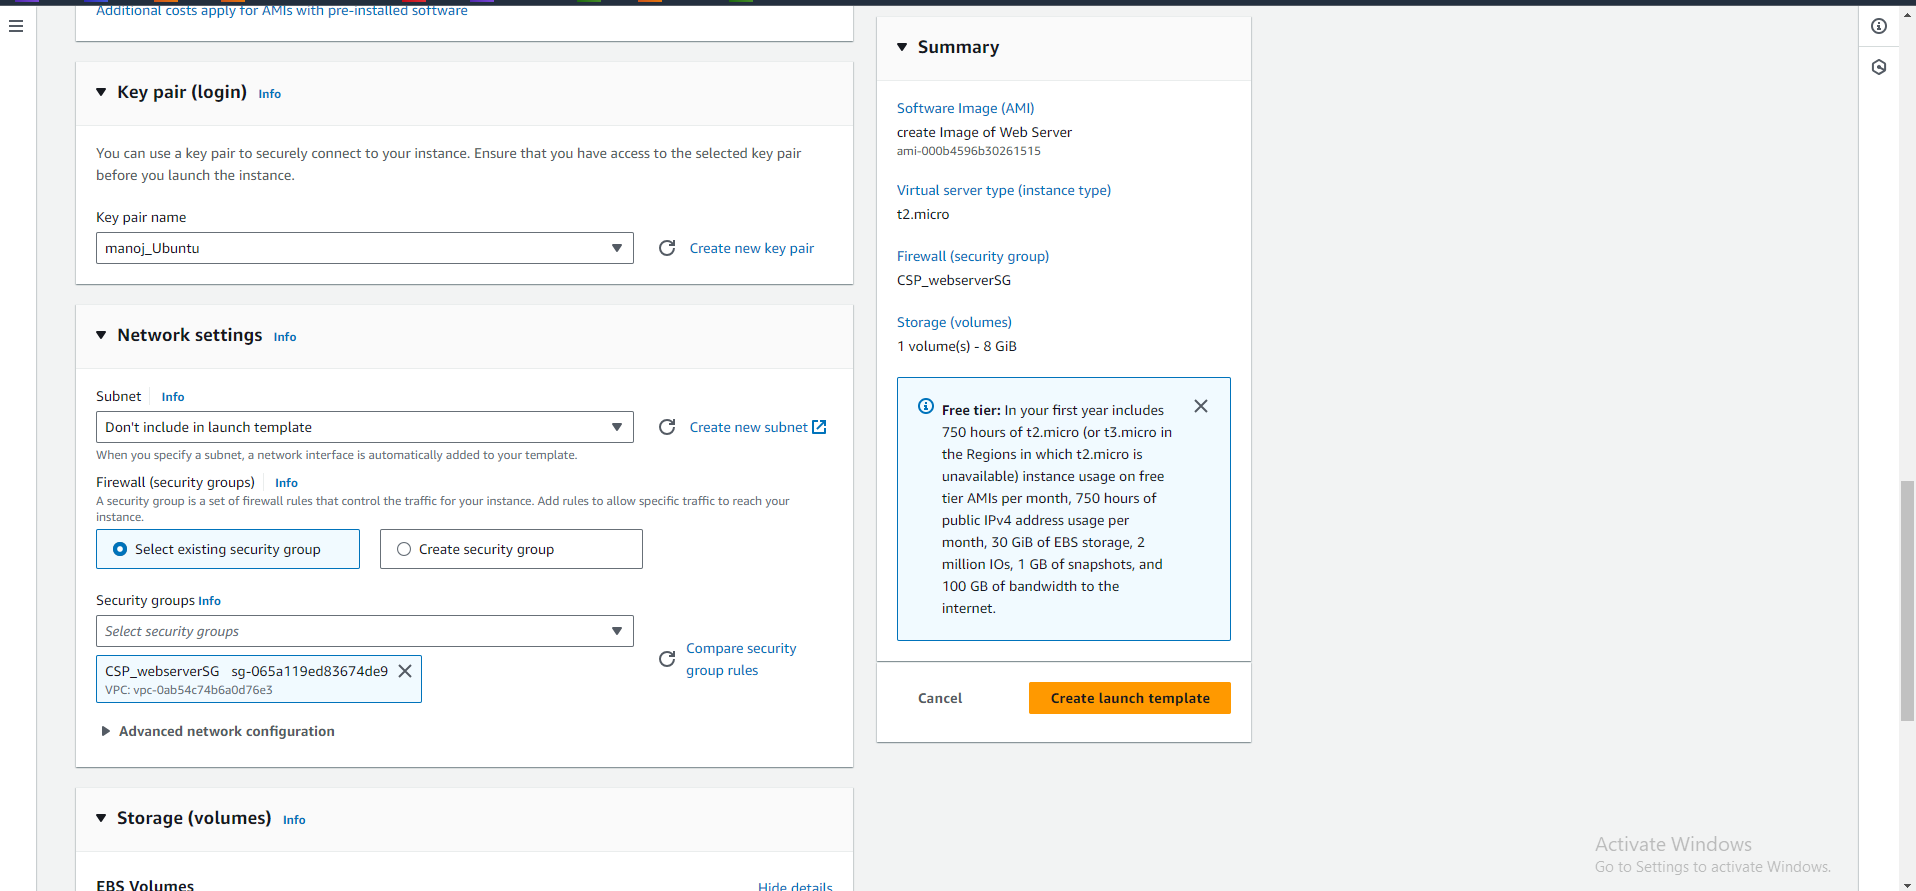 Additional costs apply for AMIs with pre-installed software
Key pair (login) Info
You can use a key pair to securely connect to your instance. Ensure that you have access to the selected key pair
before you launch the instance.
Key pair name
manoj_Ubuntu
Create new key pair
Network settings Info
Subnet Info
Don't include in launch template
Create new subnet
When you specify a subnet, a network interface is automatically added to your template.
Firewall (security groups) Info
A security group is a set of firewall rules that control the traffic for your instance. Add rules to allow specific traffic to reach your
instance.
Select existing security group
Create security group
Security groups Info
Select security groups
CSP_webserverSG sg-065a119ed83674de9
VPC: vpc-0ab54c74b6a0d76e3
Compare security
group rules
Advanced network configuration
Storage (volumes) Info
EBS Volumes
Hide details
Summary
Software Image (AMI)
create Image of Web Server
ami-000b4596b30261515
Virtual server type (instance type)
t2.micro
Firewall (security group)
CSP_webserverSG
Storage (volumes)
1 volume(s) - 8 GiB
Free tier: In your first year includes
750 hours of t2.micro (or t3.micro in
the Regions in which t2.micro is
unavailable) instance usage on free
tier AMIs per month, 750 hours of
public IPv4 address usage per
month, 30 GiB of EBS storage, 2
million IOs, 1 GB of snapshots, and
100 GB of bandwidth to the
internet.
Cancel
Create launch template
Activate Windows
Go to Settings to activate Windows.